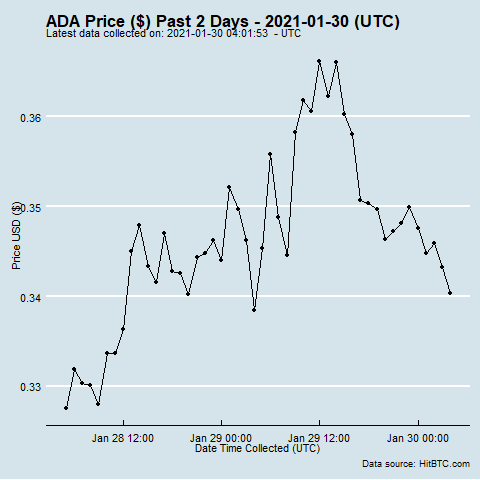 ADA Price ($) Past 2 Days - 2021-01-30 (UTC)
Latest data collected on: 2021-01-30 04:01:53 - UTC
0.36
0.35
0.34
0.33
Price USD ($)
Jan 28 12:00
Jan 29 00:00
Jan 29 12:00
Jan 30 00:00
Date Time Collected (UTC)
Data source: HitBTC.com